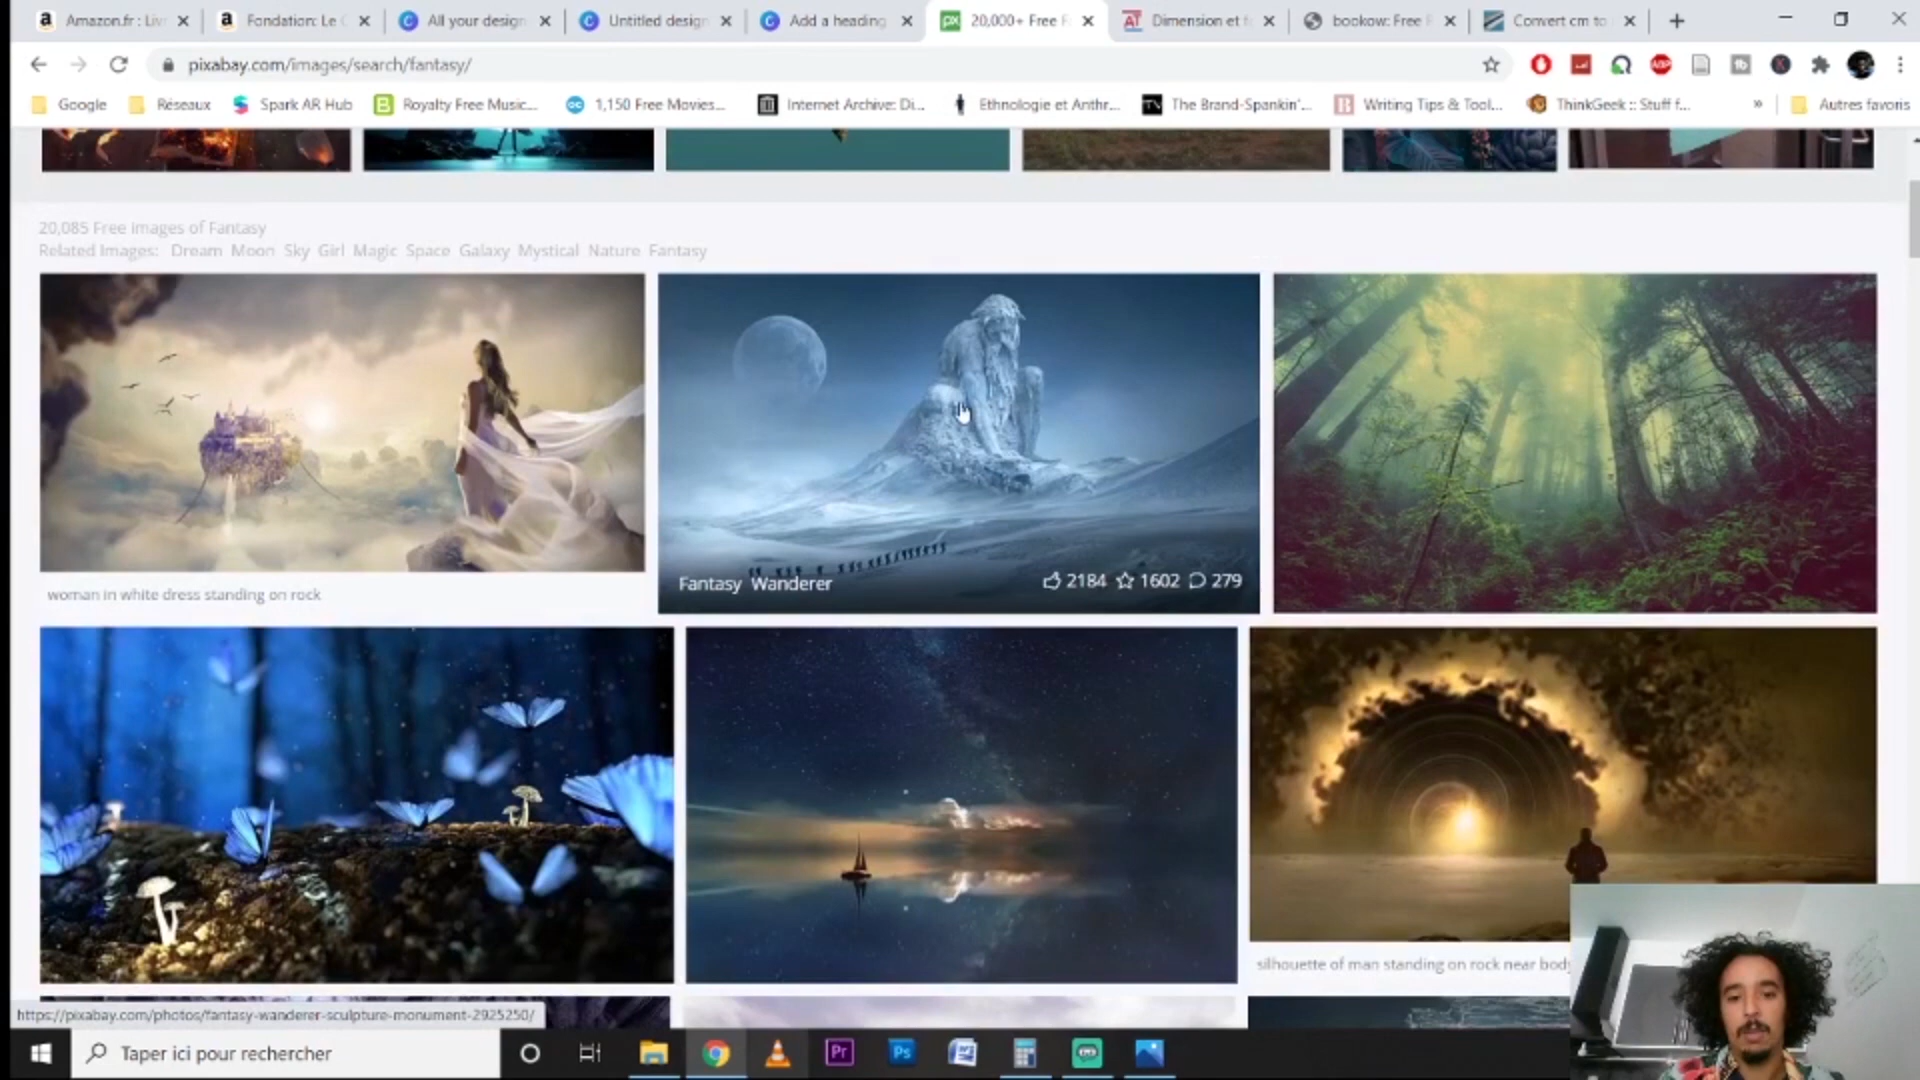 Amazon.fr : Liv
Fondation: Le C
All your design
Untitled design
Add a heading
20,000+ Free F
Dimension et f
bookow: Free
Convert cm to
pixabay.com/images/search/fantasy/
Google
Réseaux
Spark AR Hub
Royalty Free Music...
1,150 Free Movies...
Internet Archive: Di...
Ethnologie et Anthr...
The Brand-Spankin'...
Writing Tips & Tool...
ThinkGeek :: Stuff f...
»
Autres favoris
20,085 Free Images of Fantasy
Related Images: Dream Moon Sky Girl Magic Space Galaxy Mystical Nature Fantasy
Fantasy Wanderer
2184 1602 279
woman in white dress standing on rock
silhouette of man standing on rock near body
https://pixabay.com/photos/fantasy-wanderer-sculpture-monument-2925250/
Taper ici pour rechercher